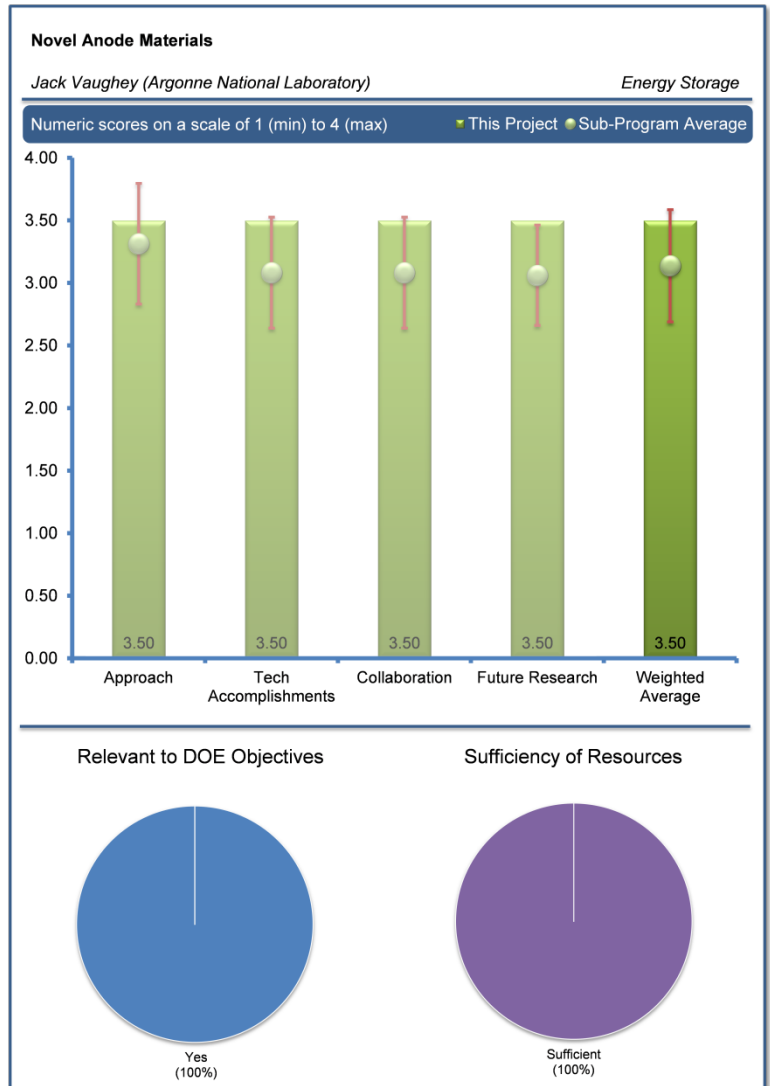 Novel Anode Materials
Jack Vaughey (Argonne National Laboratory) Energy Storage
Numeric scores on a scale of 1 (min) to 4 (max) This Project Sub-Program Average
4.00
3.50
3.00
2.50
2.00
1.50
1.00
0.50
0.00
3.50 3.50 3.50 3.50 3.50
Approach Tech Accomplishments Collaboration Future Research Weighted Average
Relevant to DOE Objectives Sufficiency of Resources
Yes
(100%)
Sufficient
(100%)